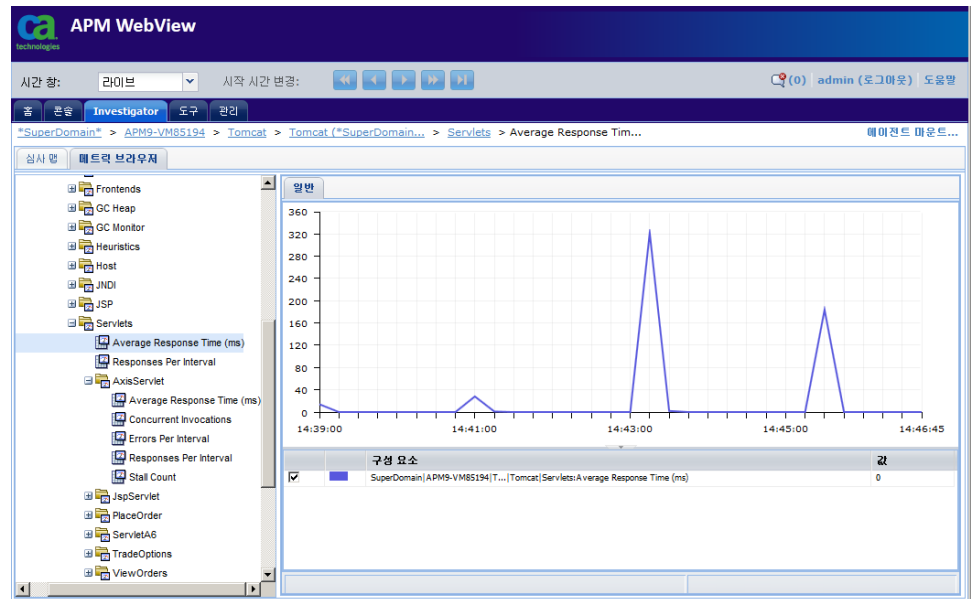 ca
technologies
APM WebView
시간 창: 라이브 시작 시간 변경: (0) admin (로그아웃) 도움말
홈 콘솔 Investigator 도구 관리
*SuperDomain* > APM9-VM85194 > Tomcat > Tomcat (*SuperDomain... > Servlets > Average Response Tim... 에이전트 마운트...
심사 맵 메트릭 브라우저
Frontends
GC Heap
GC Monitor
Heuristics
Host
JNDI
JSP
Servlets
Average Response Time (ms)
Responses Per Interval
AxisServlet
Average Response Time (ms)
Concurrent Invocations
Errors Per Interval
Responses Per Interval
Stall Count
JspServlet
PlaceOrder
ServletA6
TradeOptions
ViewOrders
일반
360
320
280
240
200
160
120
80
40
0
14:39:00 14:41:00 14:43:00 14:45:00 14:46:45
구성 요소 값
SuperDomain|APM9-VM85194|T...|Tomcat|Servlets:Average Response Time (ms) 0